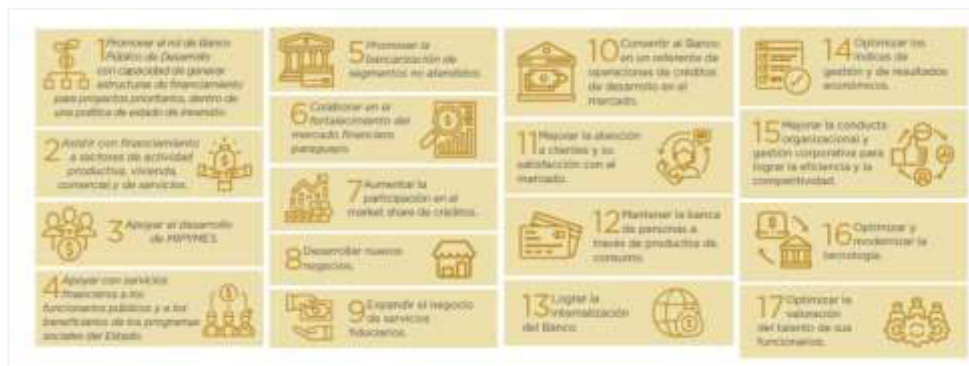 1 Promover el rol de Banco
Público de Desarrollo
con capacidad de generar
estructuras de financiamiento
para proyectos prioritarios, dentro de
una política de estado de inversión.
2 Asistir con financiamiento
a sectores de actividad
productiva, vivienda,
comercial y de servicios.
3 Apoyar el desarrollo
de MIPYMES.
4 Apoyar con servicios
financieros a los
funcionarios públicos y a los
beneficiarios de los programas
sociales del Estado.
5 Promover la
bancarización de
segmentos no atendidos.
6 Colaborar en el
fortalecimiento del
mercado financiero
paraguayo.
7 Aumentar la
participación en el
market share de créditos.
8 Desarrollar nuevos
negocios.
9 Expandir el negocio
de servicios
fiduciarios.
10 Convertir al Banco
en un referente de
operaciones de créditos
de desarrollo en el
mercado.
11 Mejorar la atención
a clientes y su
satisfacción con el
mercado.
12 Mantener la banca
de personas a
través de productos de
consumo.
13 Lograr la
internalización
del Banco.
14 Optimizar los
índices de
gestión y de resultados
económicos.
15 Mejorar la conducta
organizacional y
gestión corporativa para
lograr la eficiencia y la
competitividad.
16 Optimizar y
modernizar la
tecnología.
17 Optimizar la
valoración
del talento de sus
funcionarios.